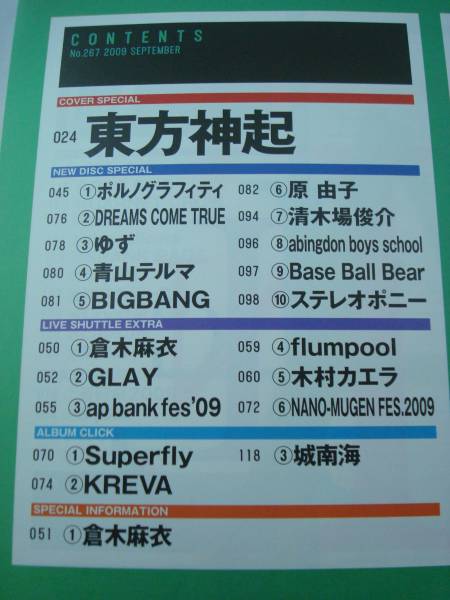 CONTENTS
No.267 2009 SEPTEMBER
COVER SPECIAL
024 東方神起
NEW DISC SPECIAL
045 ①ポルノグラフィティ
076 ②DREAMS COME TRUE
078 ③ゆず
080 ④青山テルマ
081 ⑤BIGBANG
082 ⑥原 由子
094 ⑦清木場俊介
096 ⑧abingdon boys school
097 ⑨Base Ball Bear
098 ⑩ステレオポニー
LIVE SHUTTLE EXTRA
050 ①倉木麻衣
052 ②GLAY
055 ③ap bank fes'09
059 ④flumpool
060 ⑤木村カエラ
072 ⑥NANO-MUGEN FES.2009
ALBUM CLICK
070 ①Superfly
074 ②KREVA
118 ③城南海
SPECIAL INFORMATION
051 ①倉木麻衣